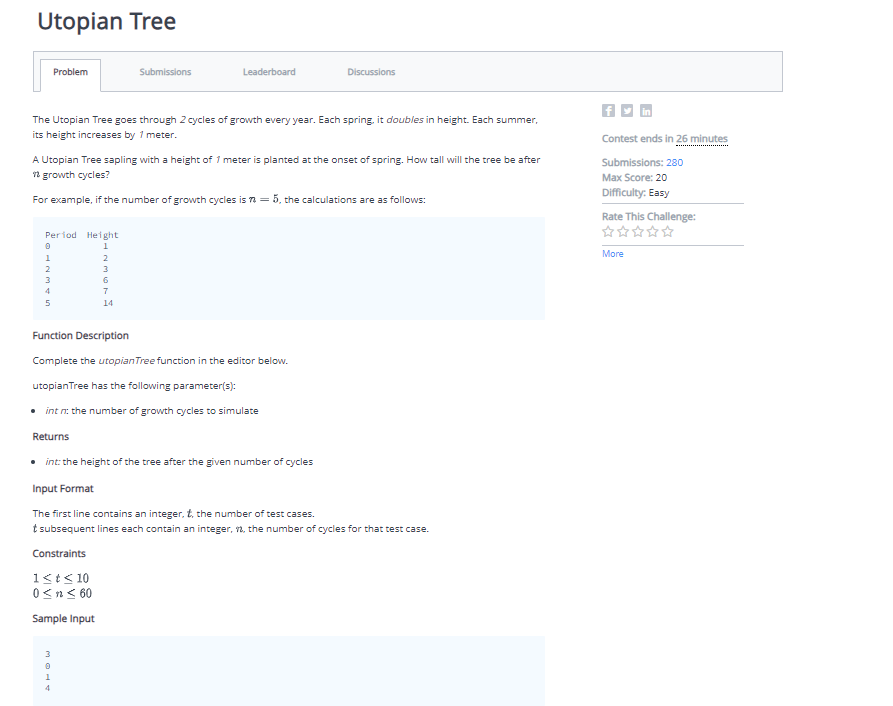 Utopian Tree
Problem
Submissions
Leaderboard
Discussions
The Utopian Tree goes through 2 cycles of growth every year. Each spring, it doubles in height. Each summer,
its height increases by 1 meter.
A Utopian Tree sapling with a height of 1 meter is planted at the onset of spring. How tall will the tree be after
n growth cycles?
For example, if the number of growth cycles is n = 5, the calculations are as follows:
Period Height
0 1
1 2
2 3
3 6
4 7
5 14
Function Description
Complete the utopianTree function in the editor below.
utopianTree has the following parameter(s):
• int n: the number of growth cycles to simulate
Returns
• int: the height of the tree after the given number of cycles
Input Format
The first line contains an integer, t, the number of test cases.
t subsequent lines each contain an integer, n, the number of cycles for that test case.
Constraints
1 ≤ t ≤ 10
0 ≤ n ≤ 60
Sample Input
3
0
1
4
Contest ends in 26 minutes
Submissions: 280
Max Score: 20
Difficulty: Easy
Rate This Challenge:
More